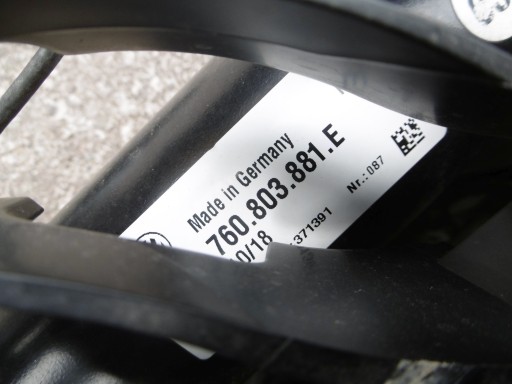 Made in Germany
760.803.881.E
0/18
371391
Nr.: 087